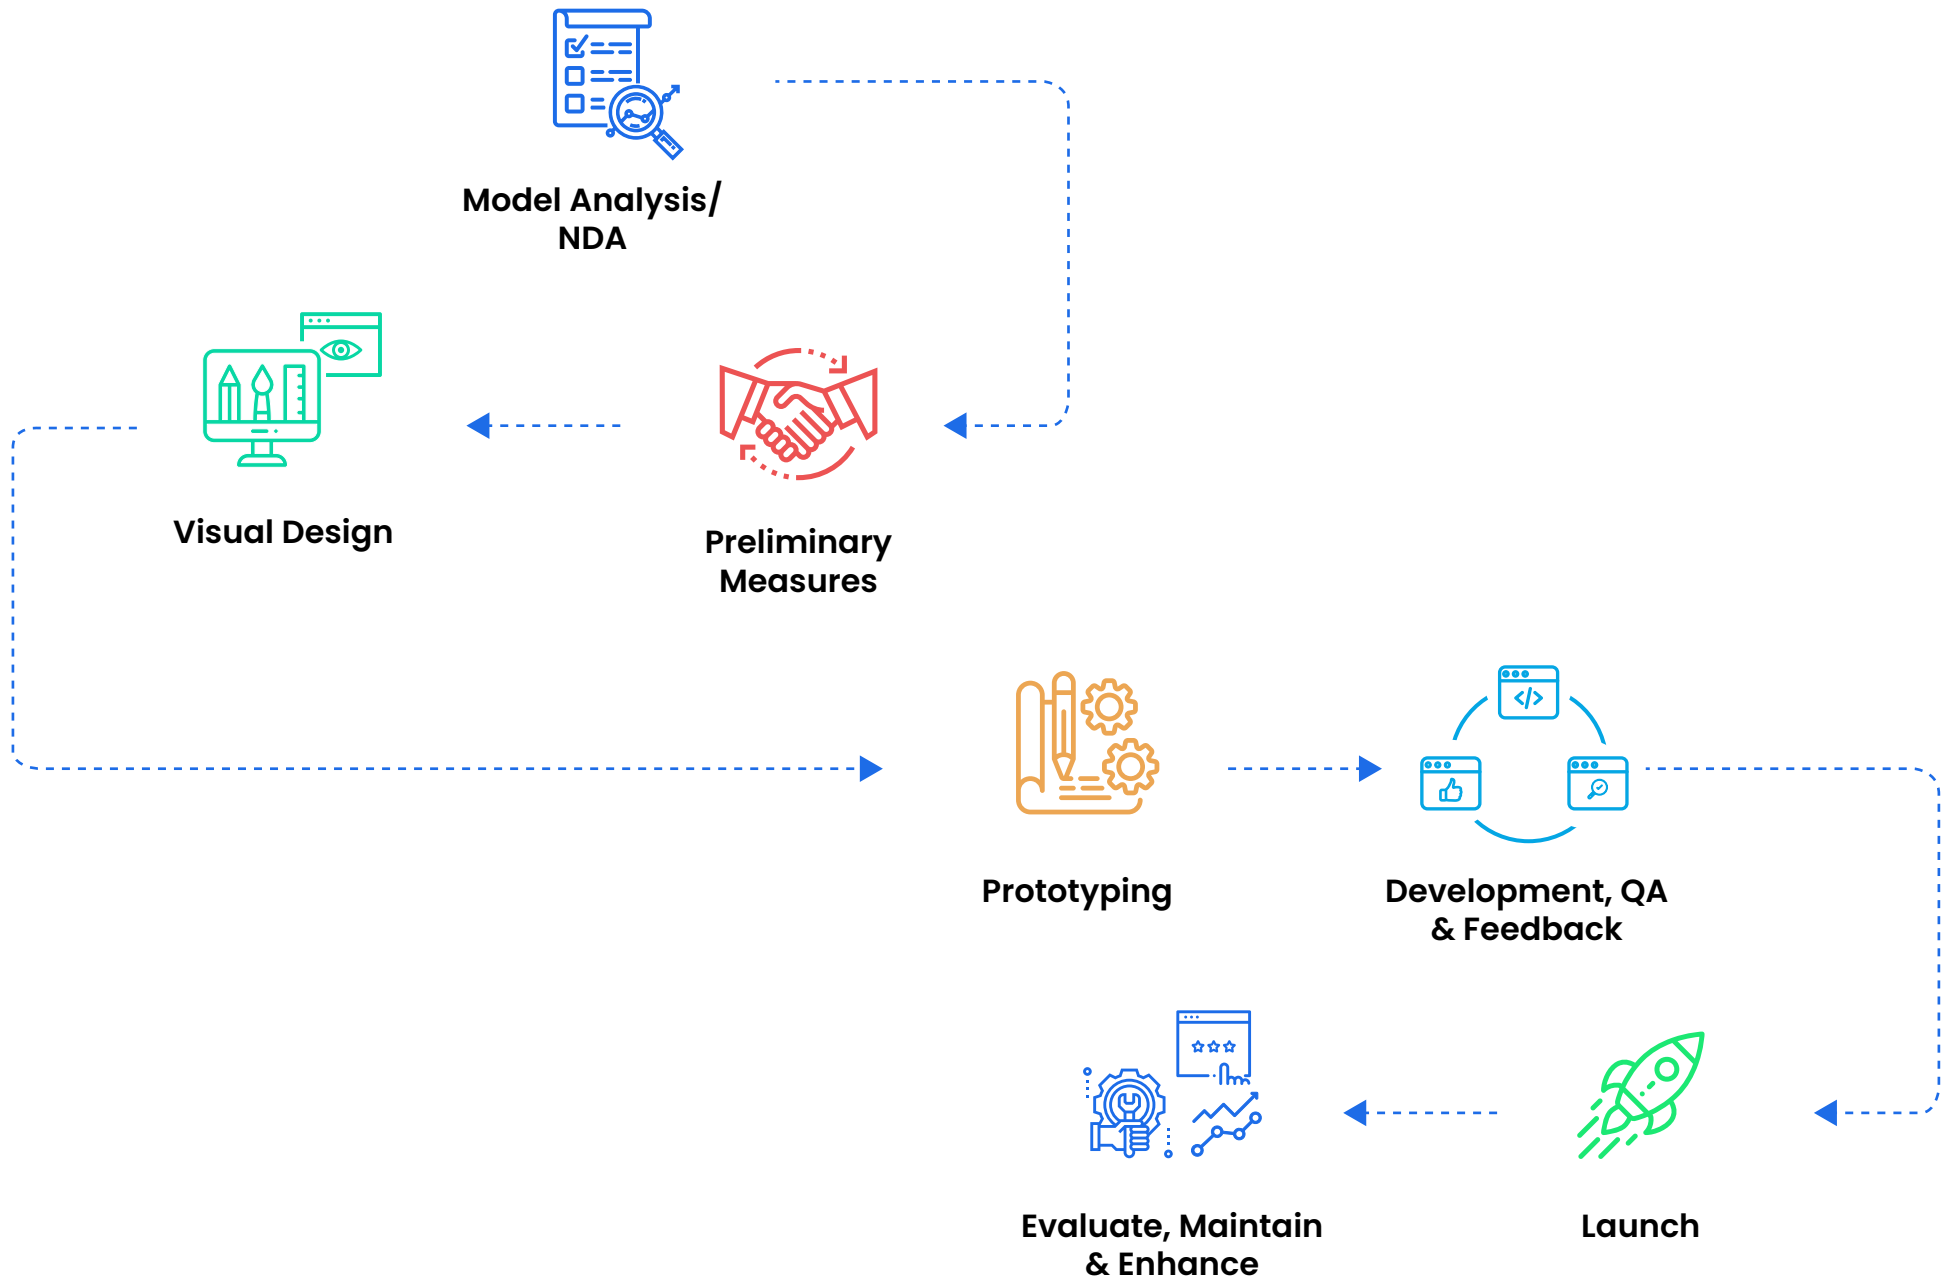 Model Analysis/
NDA
Visual Design
Preliminary
Measures
Prototyping
Development, QA
& Feedback
Evaluate, Maintain
& Enhance
Launch